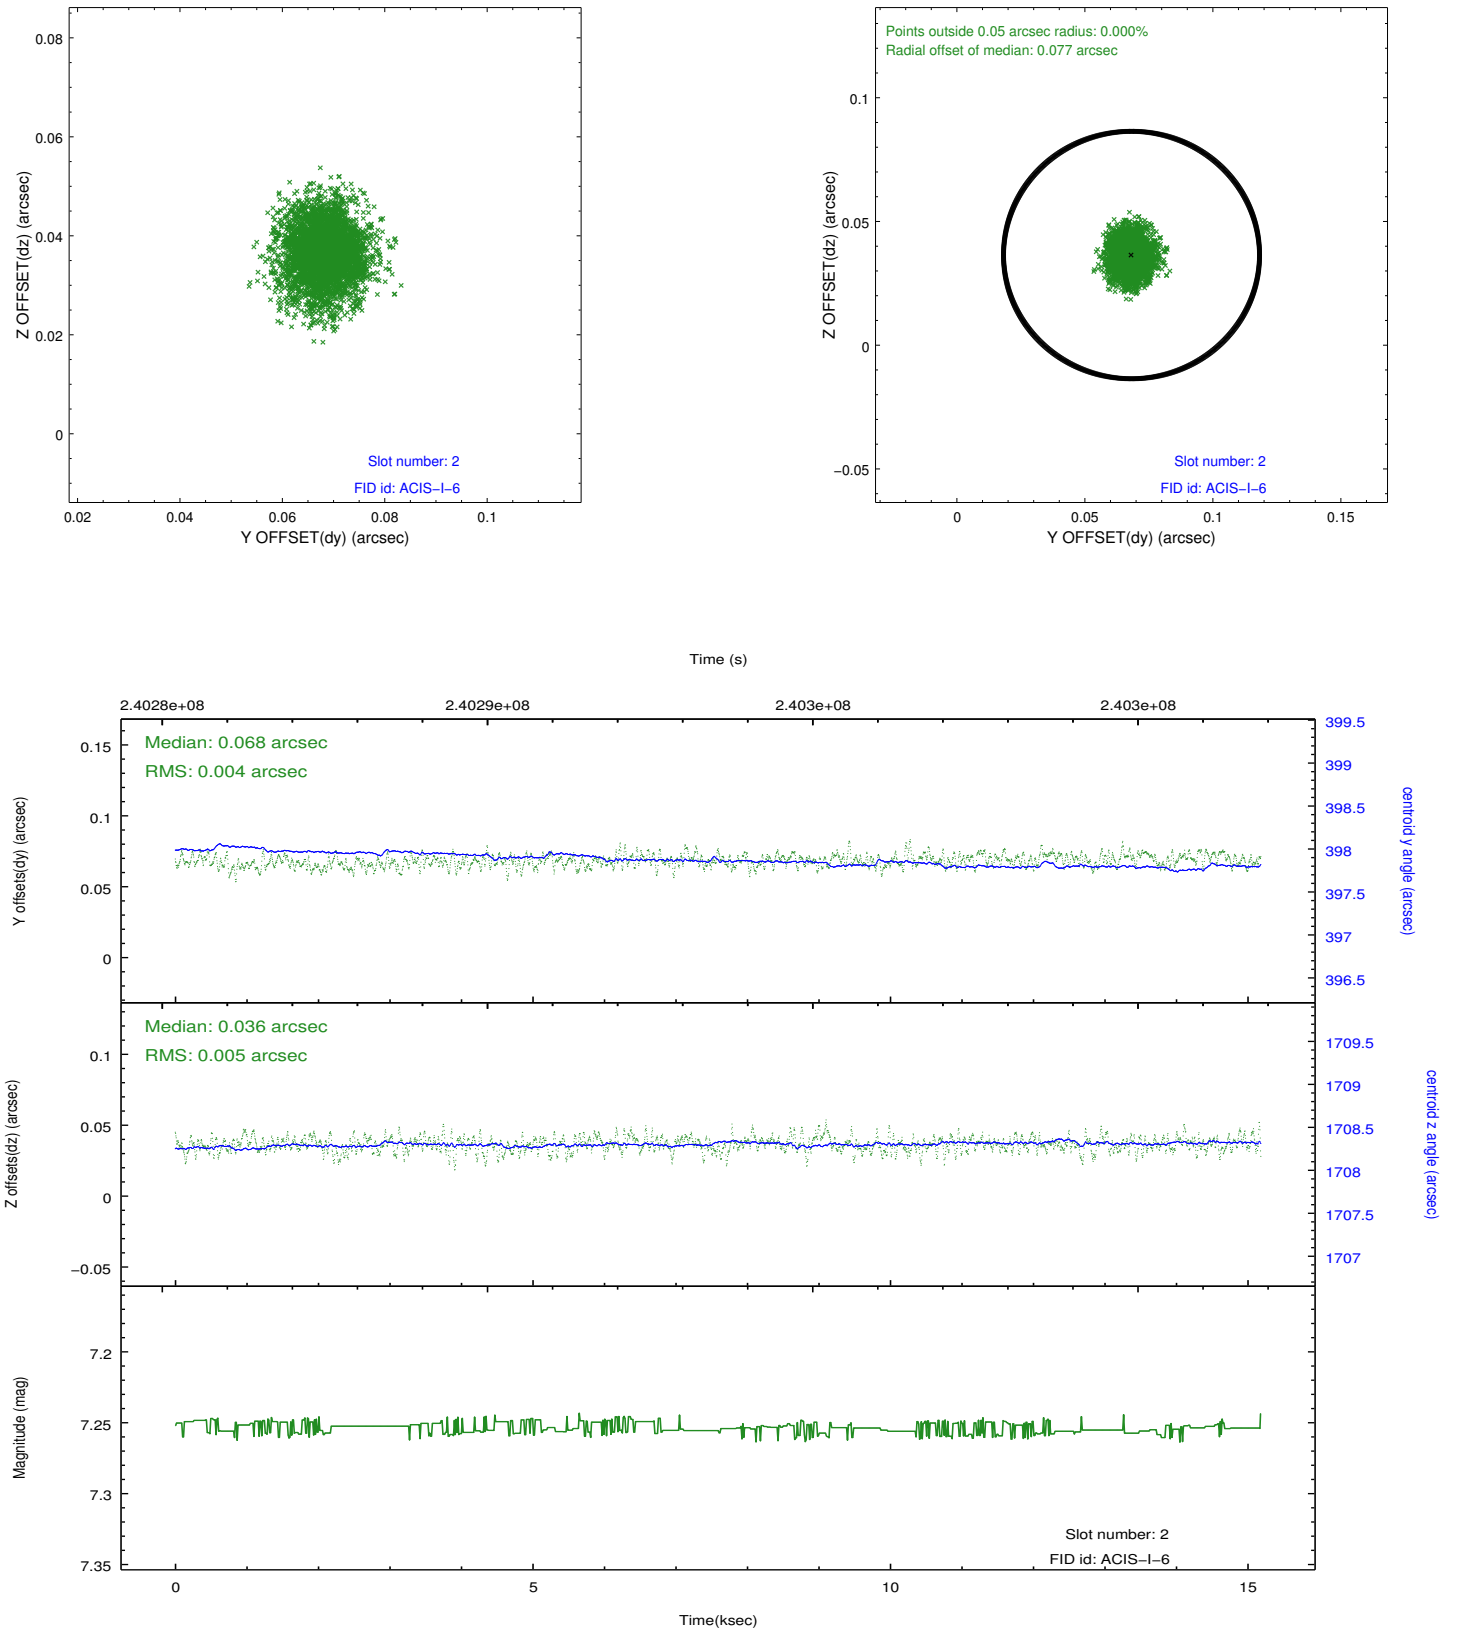 0.08
0.06
0.04
0.02
0
Z OFFSET(dz) (arcsec)
Slot number: 2
FID id: ACIS−I−6
0.02 0.04 0.06 0.08 0.1
Y OFFSET(dy) (arcsec)
Points outside 0.05 arcsec radius: 0.000%
Radial offset of median: 0.077 arcsec
0.1
0.05
0
−0.05
Z OFFSET(dz) (arcsec)
Slot number: 2
FID id: ACIS−I−6
0 0.05 0.1 0.15
Y OFFSET(dy) (arcsec)
Time (s)
2.4028e+08 2.4029e+08 2.403e+08 2.403e+08
Median: 0.068 arcsec
RMS: 0.004 arcsec
0.15
0.1
0.05
0
Y offsets(dy) (arcsec)
399.5
399
398.5
398
397.5
397
396.5
centroid y angle (arcsec)
Median: 0.036 arcsec
RMS: 0.005 arcsec
0.1
0.05
0
−0.05
Z offsets(dz) (arcsec)
1709.5
1709
1708.5
1708
1707.5
1707
centroid z angle (arcsec)
7.2
7.25
7.3
7.35
Magnitude (mag)
Slot number: 2
FID id: ACIS−I−6
0 5 10 15
Time(ksec)